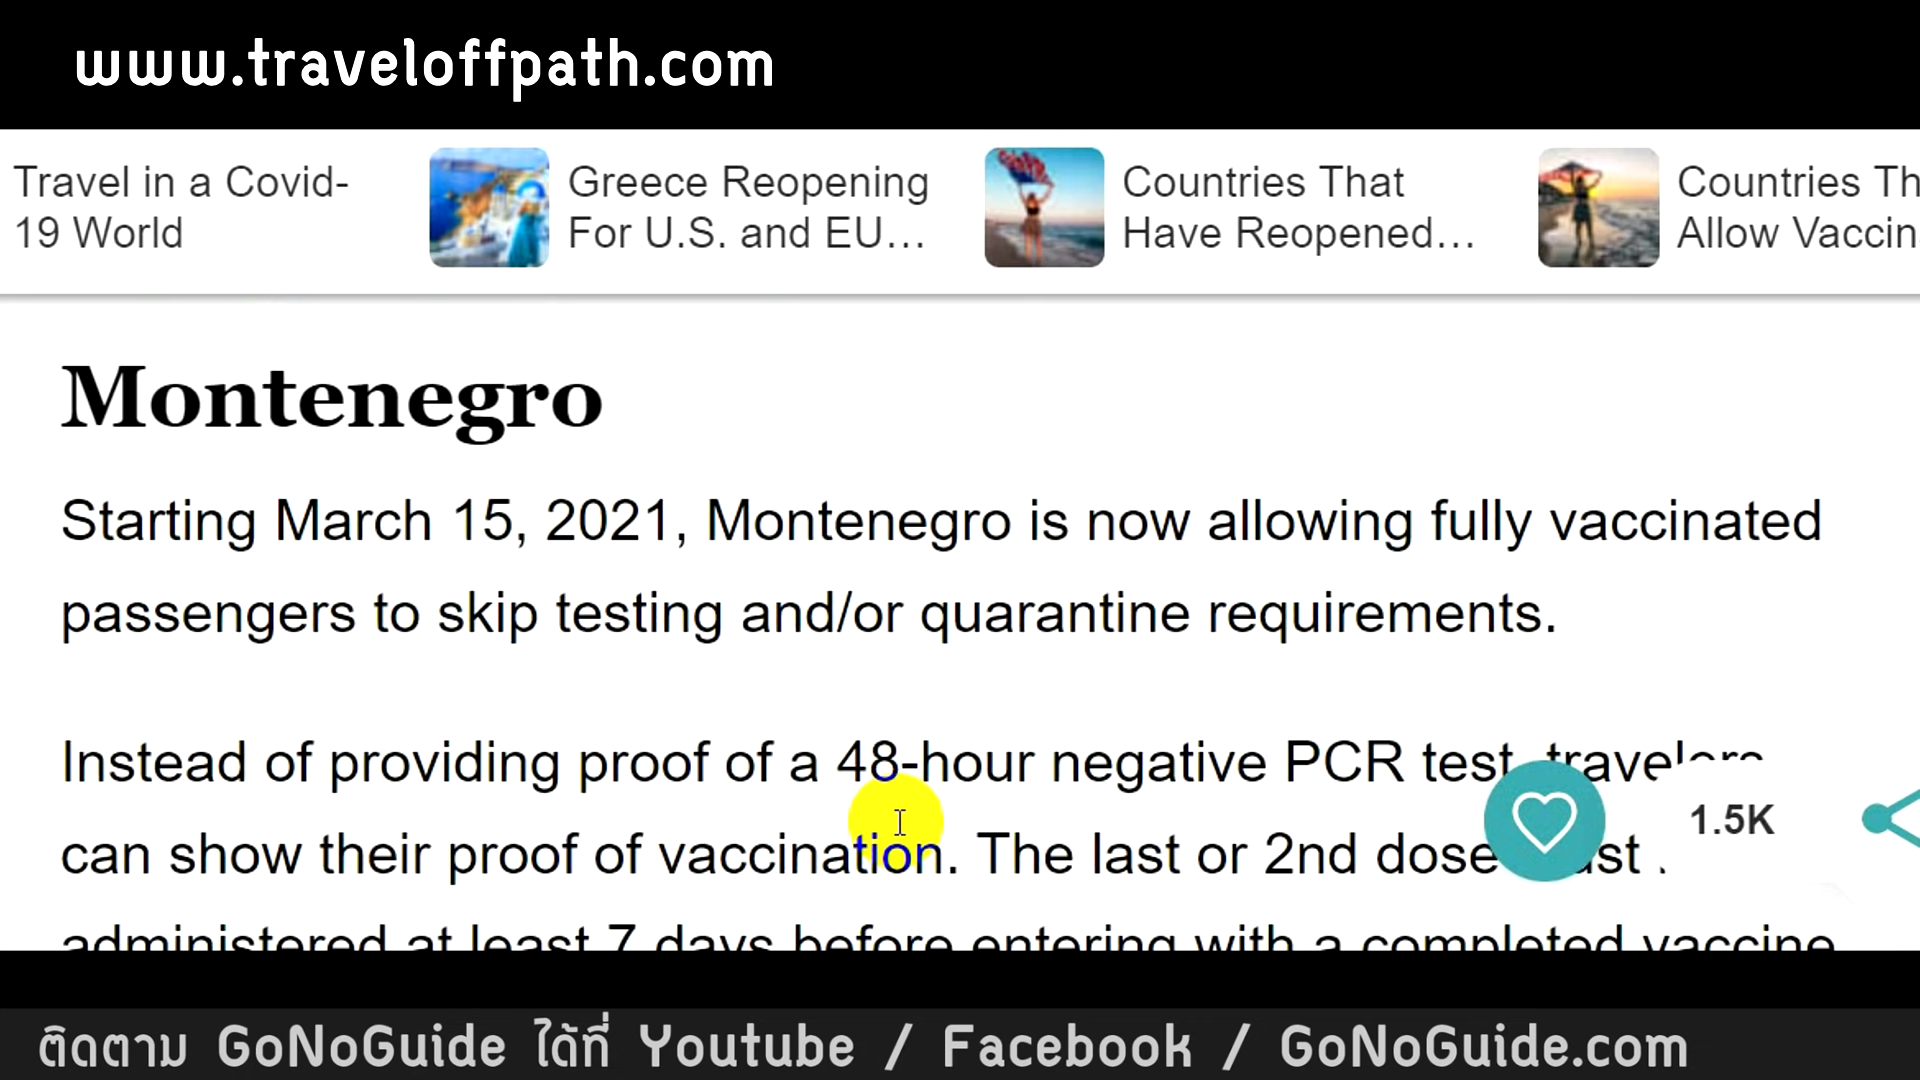 www.traveloffpath.com
Travel in a Covid-
19 World
Greece Reopening
For U.S. and EU...
Countries That
Have Reopened...
Countries Th
Allow Vaccin
Montenegro
Starting March 15, 2021, Montenegro is now allowing fully vaccinated
passengers to skip testing and/or quarantine requirements.
Instead of providing proof of a 48-hour negative PCR test, travelers
can show their proof of vaccination. The last or 2nd dose
1.5K
administered at least 7 days before entering with a completed vaccine
ติดตาม GoNoGuide ได้ที่ Youtube / Facebook / GoNoGuide.com